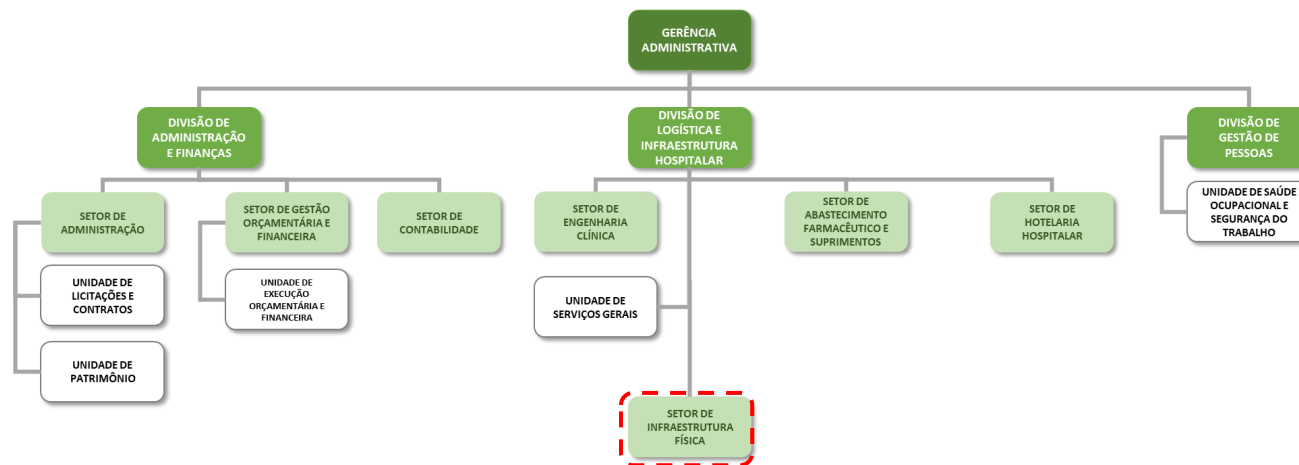 GERÊNCIA
ADMINISTRATIVA
DIVISÃO DE
ADMINISTRAÇÃO
E FINANÇAS
DIVISÃO DE
LOGÍSTICA E
INFRAESTRUTURA
HOSPITALAR
DIVISÃO DE
GESTÃO DE
PESSOAS
SETOR DE
ADMINISTRAÇÃO
SETOR DE GESTÃO
ORÇAMENTÁRIA E
FINANCEIRA
SETOR DE
CONTABILIDADE
SETOR DE
ENGENHARIA
CLÍNICA
SETOR DE
ABASTECIMENTO
FARMACÊUTICO E
SUPRIMENTOS
SETOR DE
HOTELARIA
HOSPITALAR
UNIDADE DE SAÚDE
OCUPACIONAL E
SEGURANÇA DO
TRABALHO
UNIDADE DE
LICITAÇÕES E
CONTRATOS
UNIDADE DE
EXECUÇÃO
ORÇAMENTÁRIA E
FINANCEIRA
UNIDADE DE
SERVIÇOS GERAIS
UNIDADE DE
PATRIMÔNIO
SETOR DE
INFRAESTRUTURA
FÍSICA